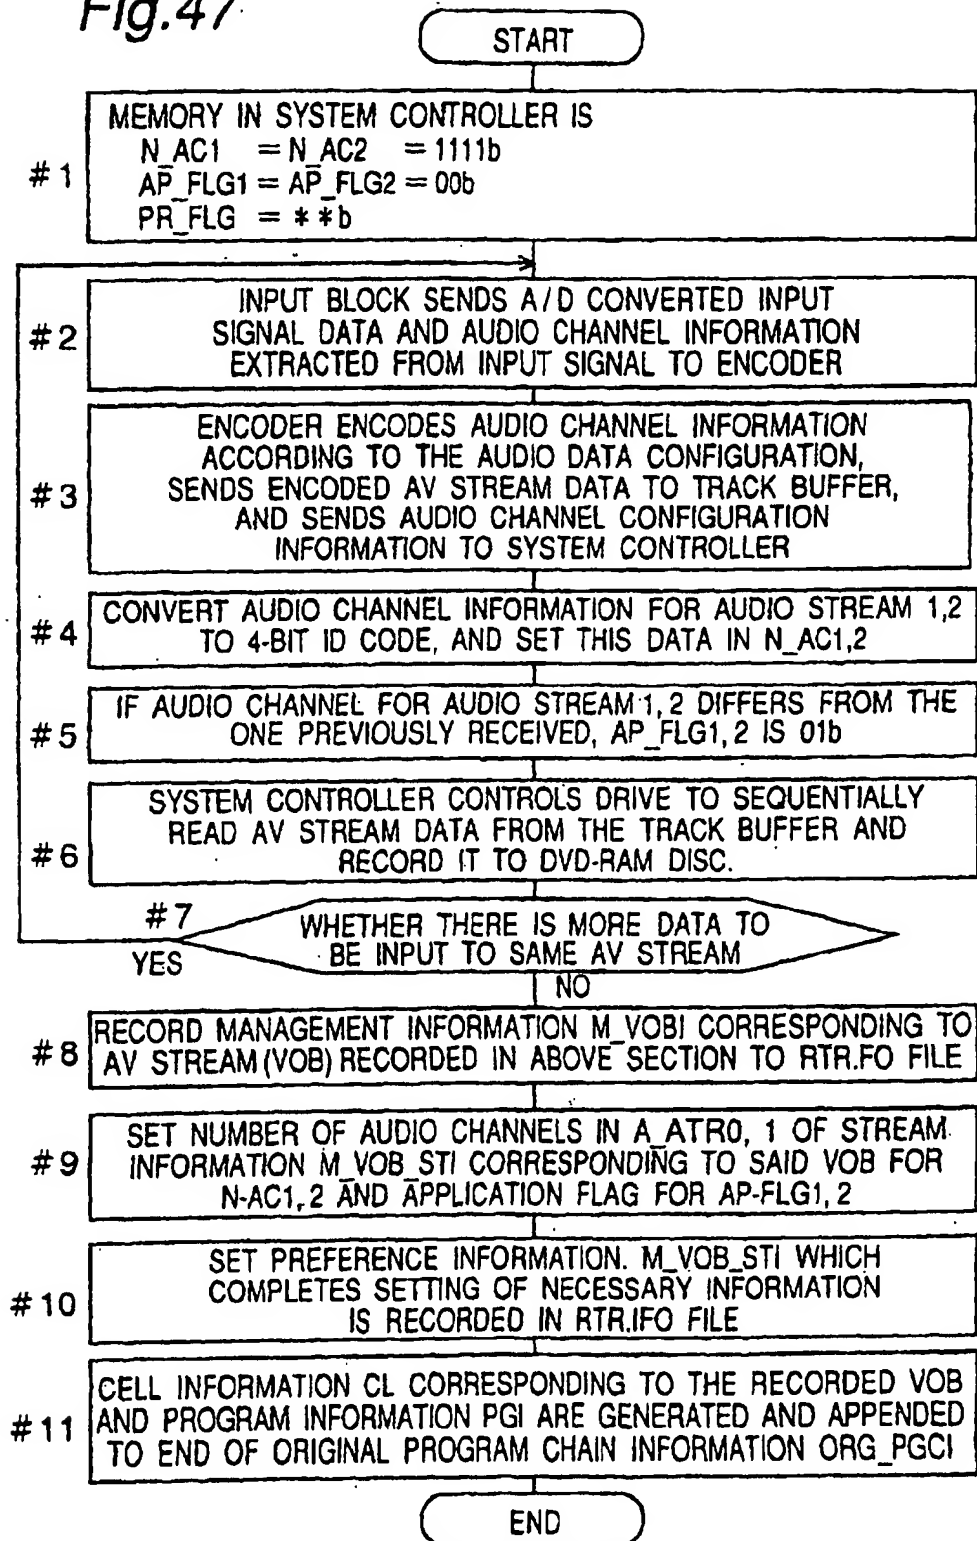 Fig.47
START
#1
MEMORY IN SYSTEM CONTROLLER IS
N_AC1 = N_AC2 = 1111b
AP_FLG1 = AP_FLG2 = 00b
PR_FLG = **b
#2
INPUT BLOCK SENDS A/D CONVERTED INPUT
SIGNAL DATA AND AUDIO CHANNEL INFORMATION
EXTRACTED FROM INPUT SIGNAL TO ENCODER
#3
ENCODER ENCODES AUDIO CHANNEL INFORMATION
ACCORDING TO THE AUDIO DATA CONFIGURATION,
SENDS ENCODED AV STREAM DATA TO TRACK BUFFER,
AND SENDS AUDIO CHANNEL CONFIGURATION
INFORMATION TO SYSTEM CONTROLLER
#4
CONVERT AUDIO CHANNEL INFORMATION FOR AUDIO STREAM 1,2
TO 4-BIT ID CODE, AND SET THIS DATA IN N_AC1,2
#5
IF AUDIO CHANNEL FOR AUDIO STREAM 1, 2 DIFFERS FROM THE
ONE PREVIOUSLY RECEIVED, AP_FLG1, 2 IS 01b
#6
SYSTEM CONTROLLER CONTROLS DRIVE TO SEQUENTIALLY
READ AV STREAM DATA FROM THE TRACK BUFFER AND
RECORD IT TO DVD-RAM DISC.
#7
WHETHER THERE IS MORE DATA TO
BE INPUT TO SAME AV STREAM
YES
NO
#8
RECORD MANAGEMENT INFORMATION M_VOBI CORRESPONDING TO
AV STREAM (VOB) RECORDED IN ABOVE SECTION TO RTR.FO FILE
#9
SET NUMBER OF AUDIO CHANNELS IN A_ATR0, 1 OF STREAM
INFORMATION M_VOB_STI CORRESPONDING TO SAID VOB FOR
N-AC1, 2 AND APPLICATION FLAG FOR AP-FLG1, 2
#10
SET PREFERENCE INFORMATION. M_VOB_STI WHICH
COMPLETES SETTING OF NECESSARY INFORMATION
IS RECORDED IN RTR.IFO FILE
#11
CELL INFORMATION CL CORRESPONDING TO THE RECORDED VOB
AND PROGRAM INFORMATION PGI ARE GENERATED AND APPENDED
TO END OF ORIGINAL PROGRAM CHAIN INFORMATION ORG_PGCI
END